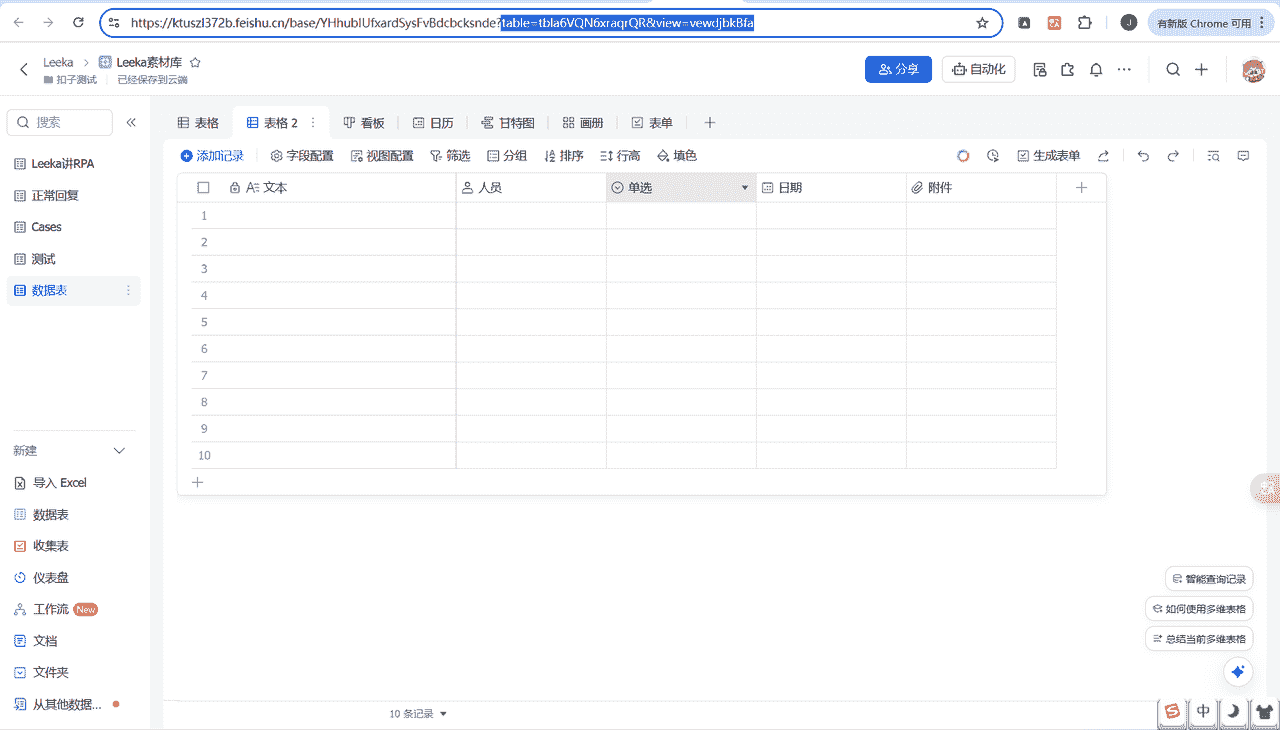 https://ktuszl372b.feishu.cn/base/YHhubIUfxardSysFvBdcbcksnde?table=tbla6VQN6xraqrQR&view=vewdjbkBfa
J
有新版 Chrome 可用
Leeka
Leeka素材库
扣子测试
已经保存到云端
分享
自动化
搜索
表格
表格 2
看板
日历
甘特图
画册
表单
添加记录
字段配置
视图配置
筛选
分组
排序
行高
填色
生成表单
Leeka讲RPA
正常回复
Cases
测试
数据表
文本
人员
单选
日期
附件
1
2
3
4
5
6
7
8
9
10
新建
导入 Excel
数据表
收集表
仪表盘
工作流 New
文档
文件夹
从其他数据...
智能查询记录
如何使用多维表格
总结当前多维表格
10 条记录
中